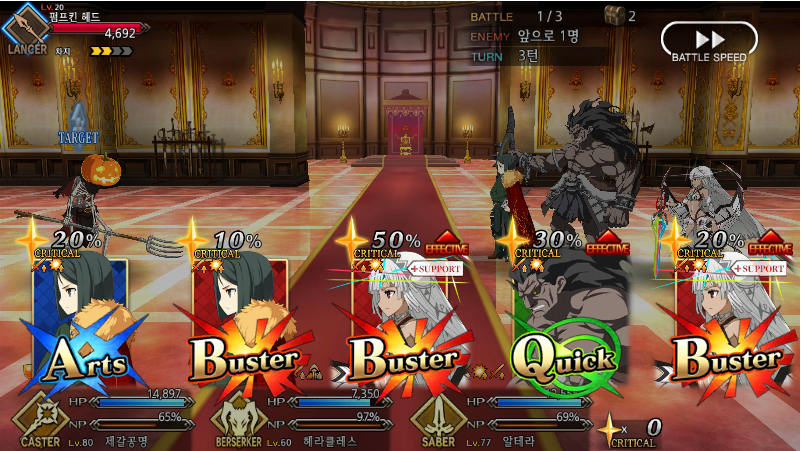 Lv.20
펌프킨 헤드
4,692
LANCER
차지
BATTLE 1/3
ENEMY 앞으로 1명
TURN 3턴
2
BATTLE SPEED
TARGET
20%
CRITICAL
10%
CRITICAL
50%
CRITICAL
EFFECTIVE
+SUPPORT
30%
CRITICAL
EFFECTIVE
20%
CRITICAL
EFFECTIVE
+SUPPORT
Arts
Buster
Buster
Quick
Buster
HP 14,897
NP 65%
CASTER Lv.80 제갈공명
HP 7,350
NP 97%
BERSERKER Lv.60 헤라클레스
HP
NP 69%
SABER Lv.77 알테라
x 0
CRITICAL